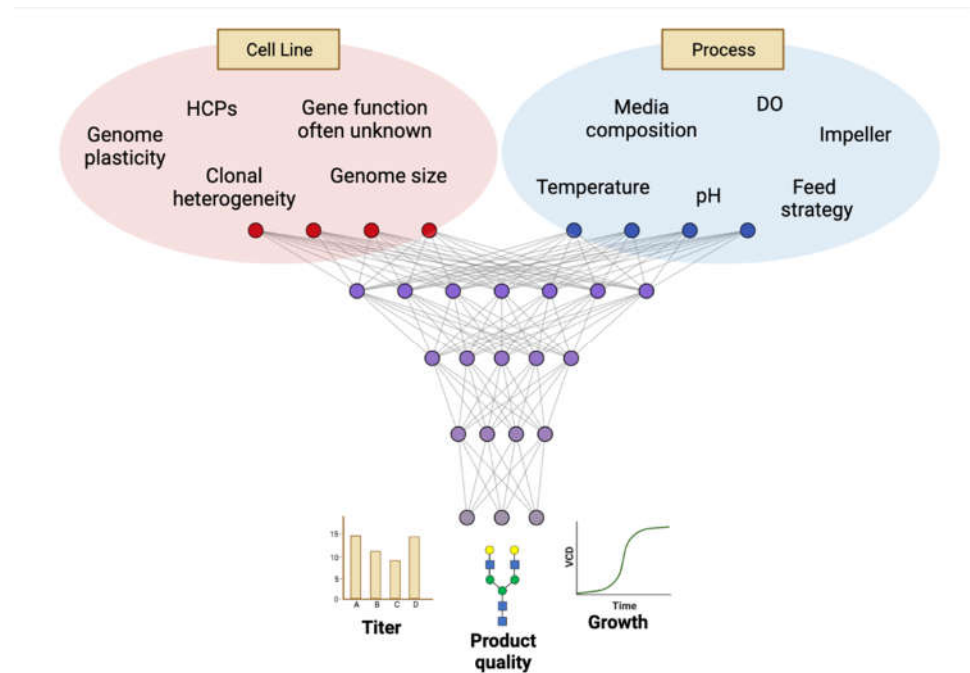 Cell Line
Process
HCPs
Gene function
often unknown
Genome
plasticity
Clonal
heterogeneity
Genome size
Media
composition
DO
Impeller
Temperature
pH
Feed
strategy
15
10
5
0
A B C D
Titer
Product
quality
VCD
Time
Growth